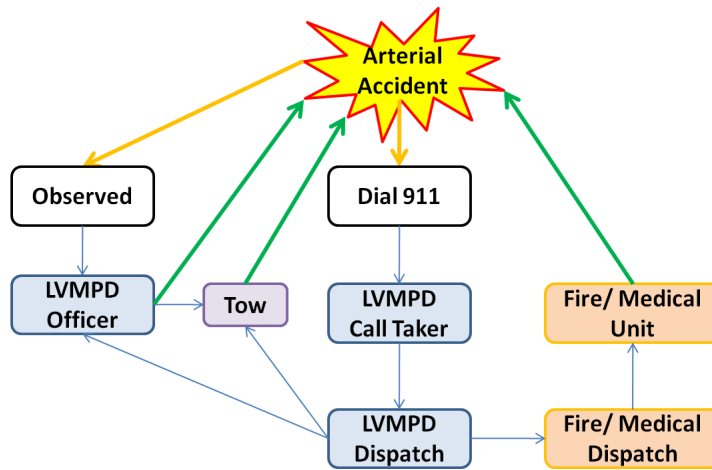 Arterial
Accident
Observed
Dial 911
LVMPD
Officer
Tow
LVMPD
Call Taker
Fire/ Medical
Unit
LVMPD
Dispatch
Fire/ Medical
Dispatch